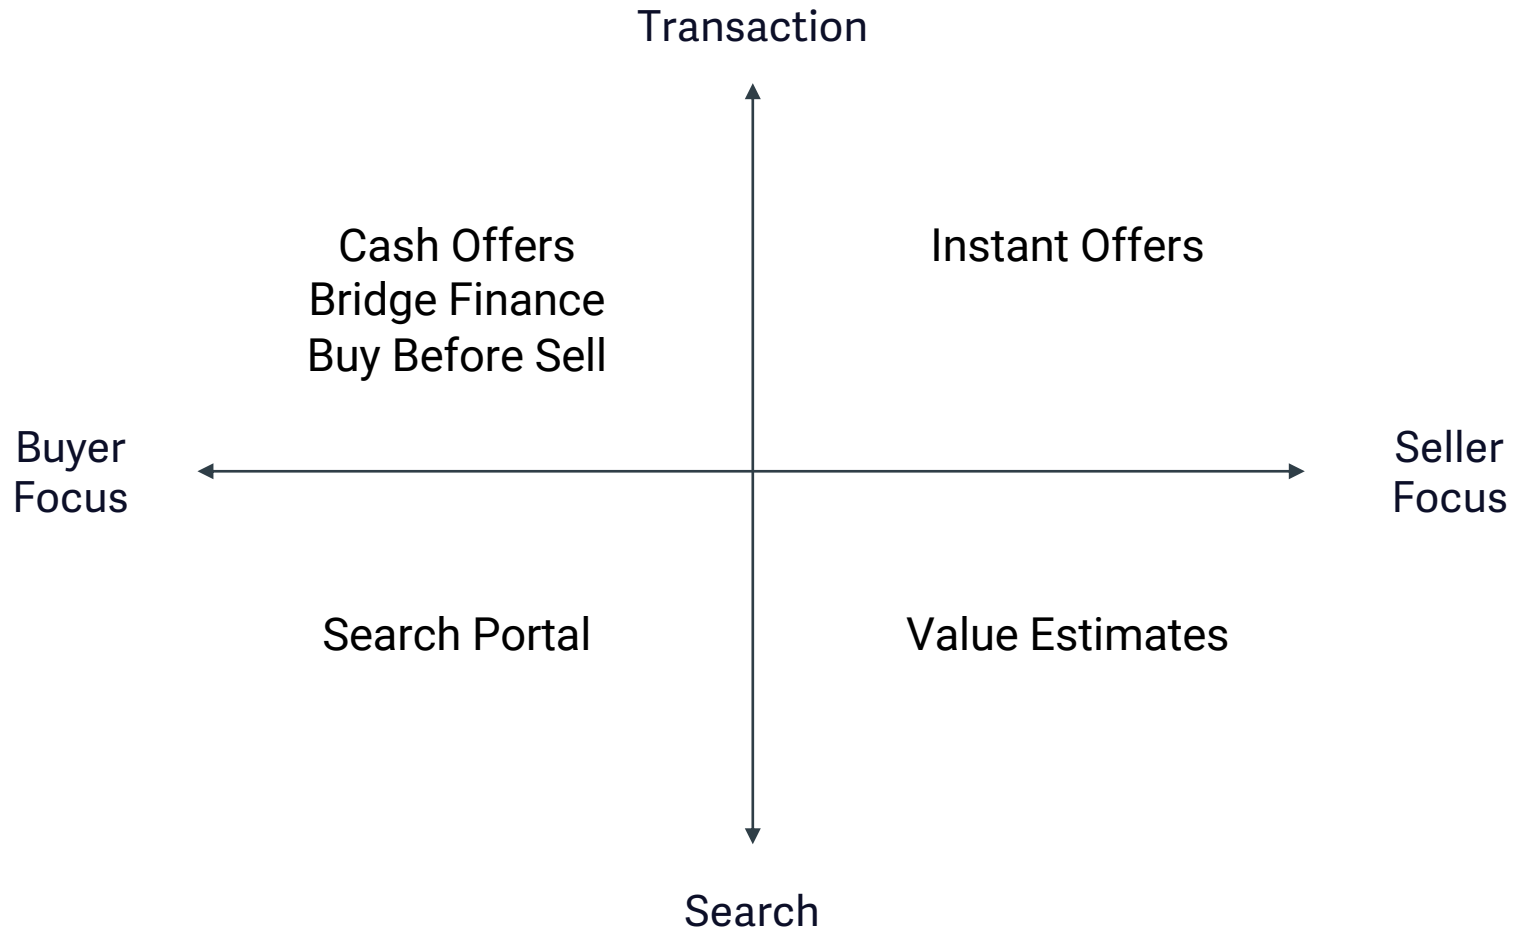 Transaction
Cash Offers
Bridge Finance
Buy Before Sell
Instant Offers
Buyer
Focus
Seller
Focus
Search Portal
Value Estimates
Search